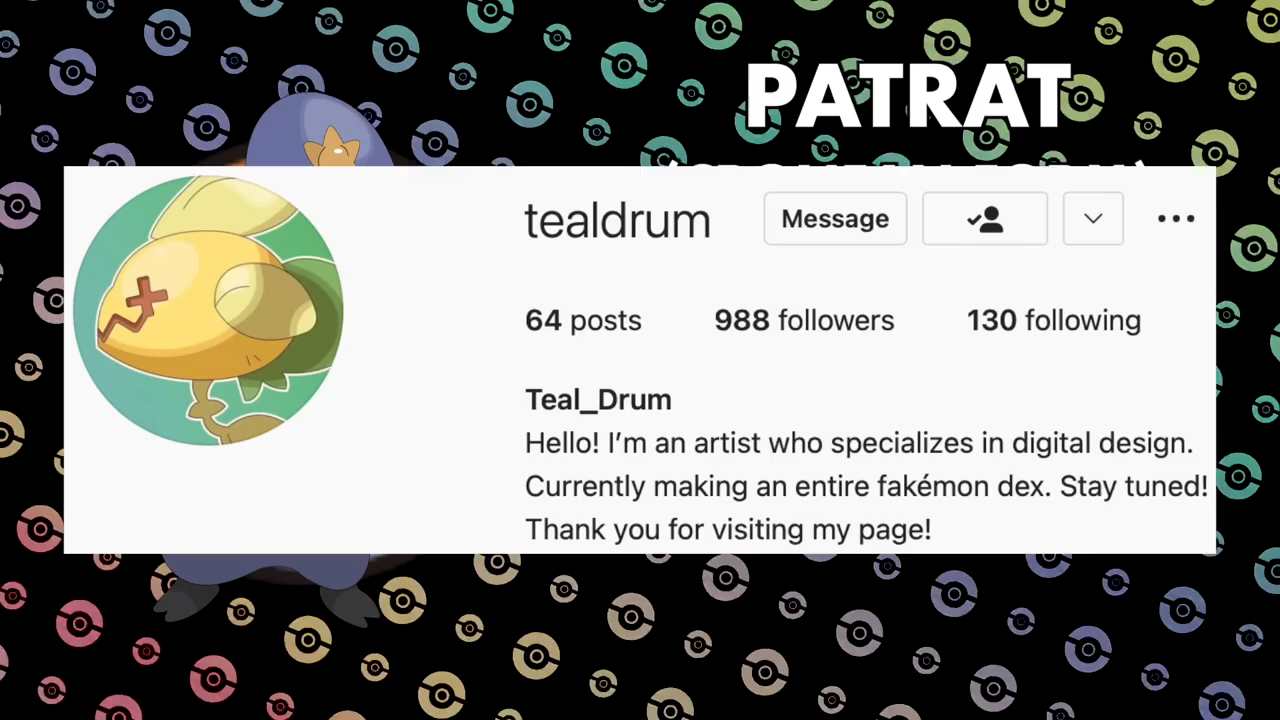 PATRAT
tealdrum Message
64 posts 988 followers 130 following
Teal_Drum
Hello! I’m an artist who specializes in digital design.
Currently making an entire fakémon dex. Stay tuned!
Thank you for visiting my page!